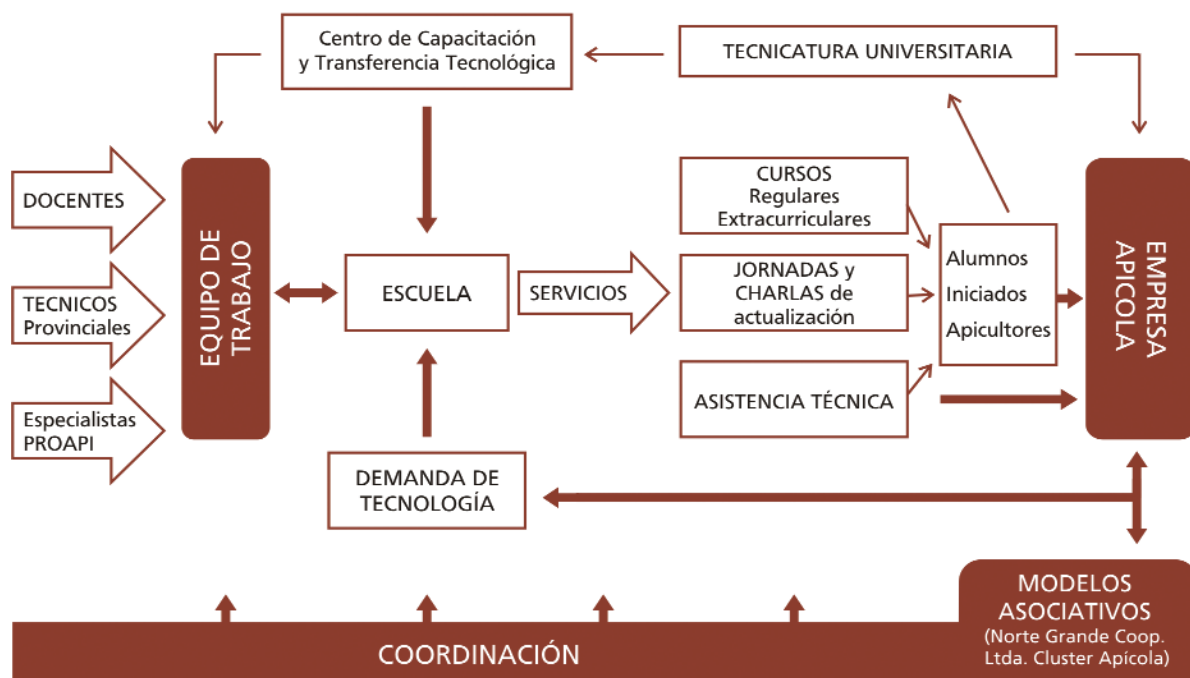 Centro de Capacitación
y Transferencia Tecnológica
TECNICATURA UNIVERSITARIA
DOCENTES
TECNICOS
Provinciales
Especialistas
PROAPI
EQUIPO DE
TRABAJO
ESCUELA
SERVICIOS
CURSOS
Regulares
Extracurriculares
JORNADAS y
CHARLAS de
actualización
ASISTENCIA TÉCNICA
Alumnos
Iniciados
Apicultores
EMPRESA
APICOLA
DEMANDA DE
TECNOLOGÍA
MODELOS
ASOCIATIVOS
(Norte Grande Coop.
Ltda. Cluster Apícola)
COORDINACIÓN